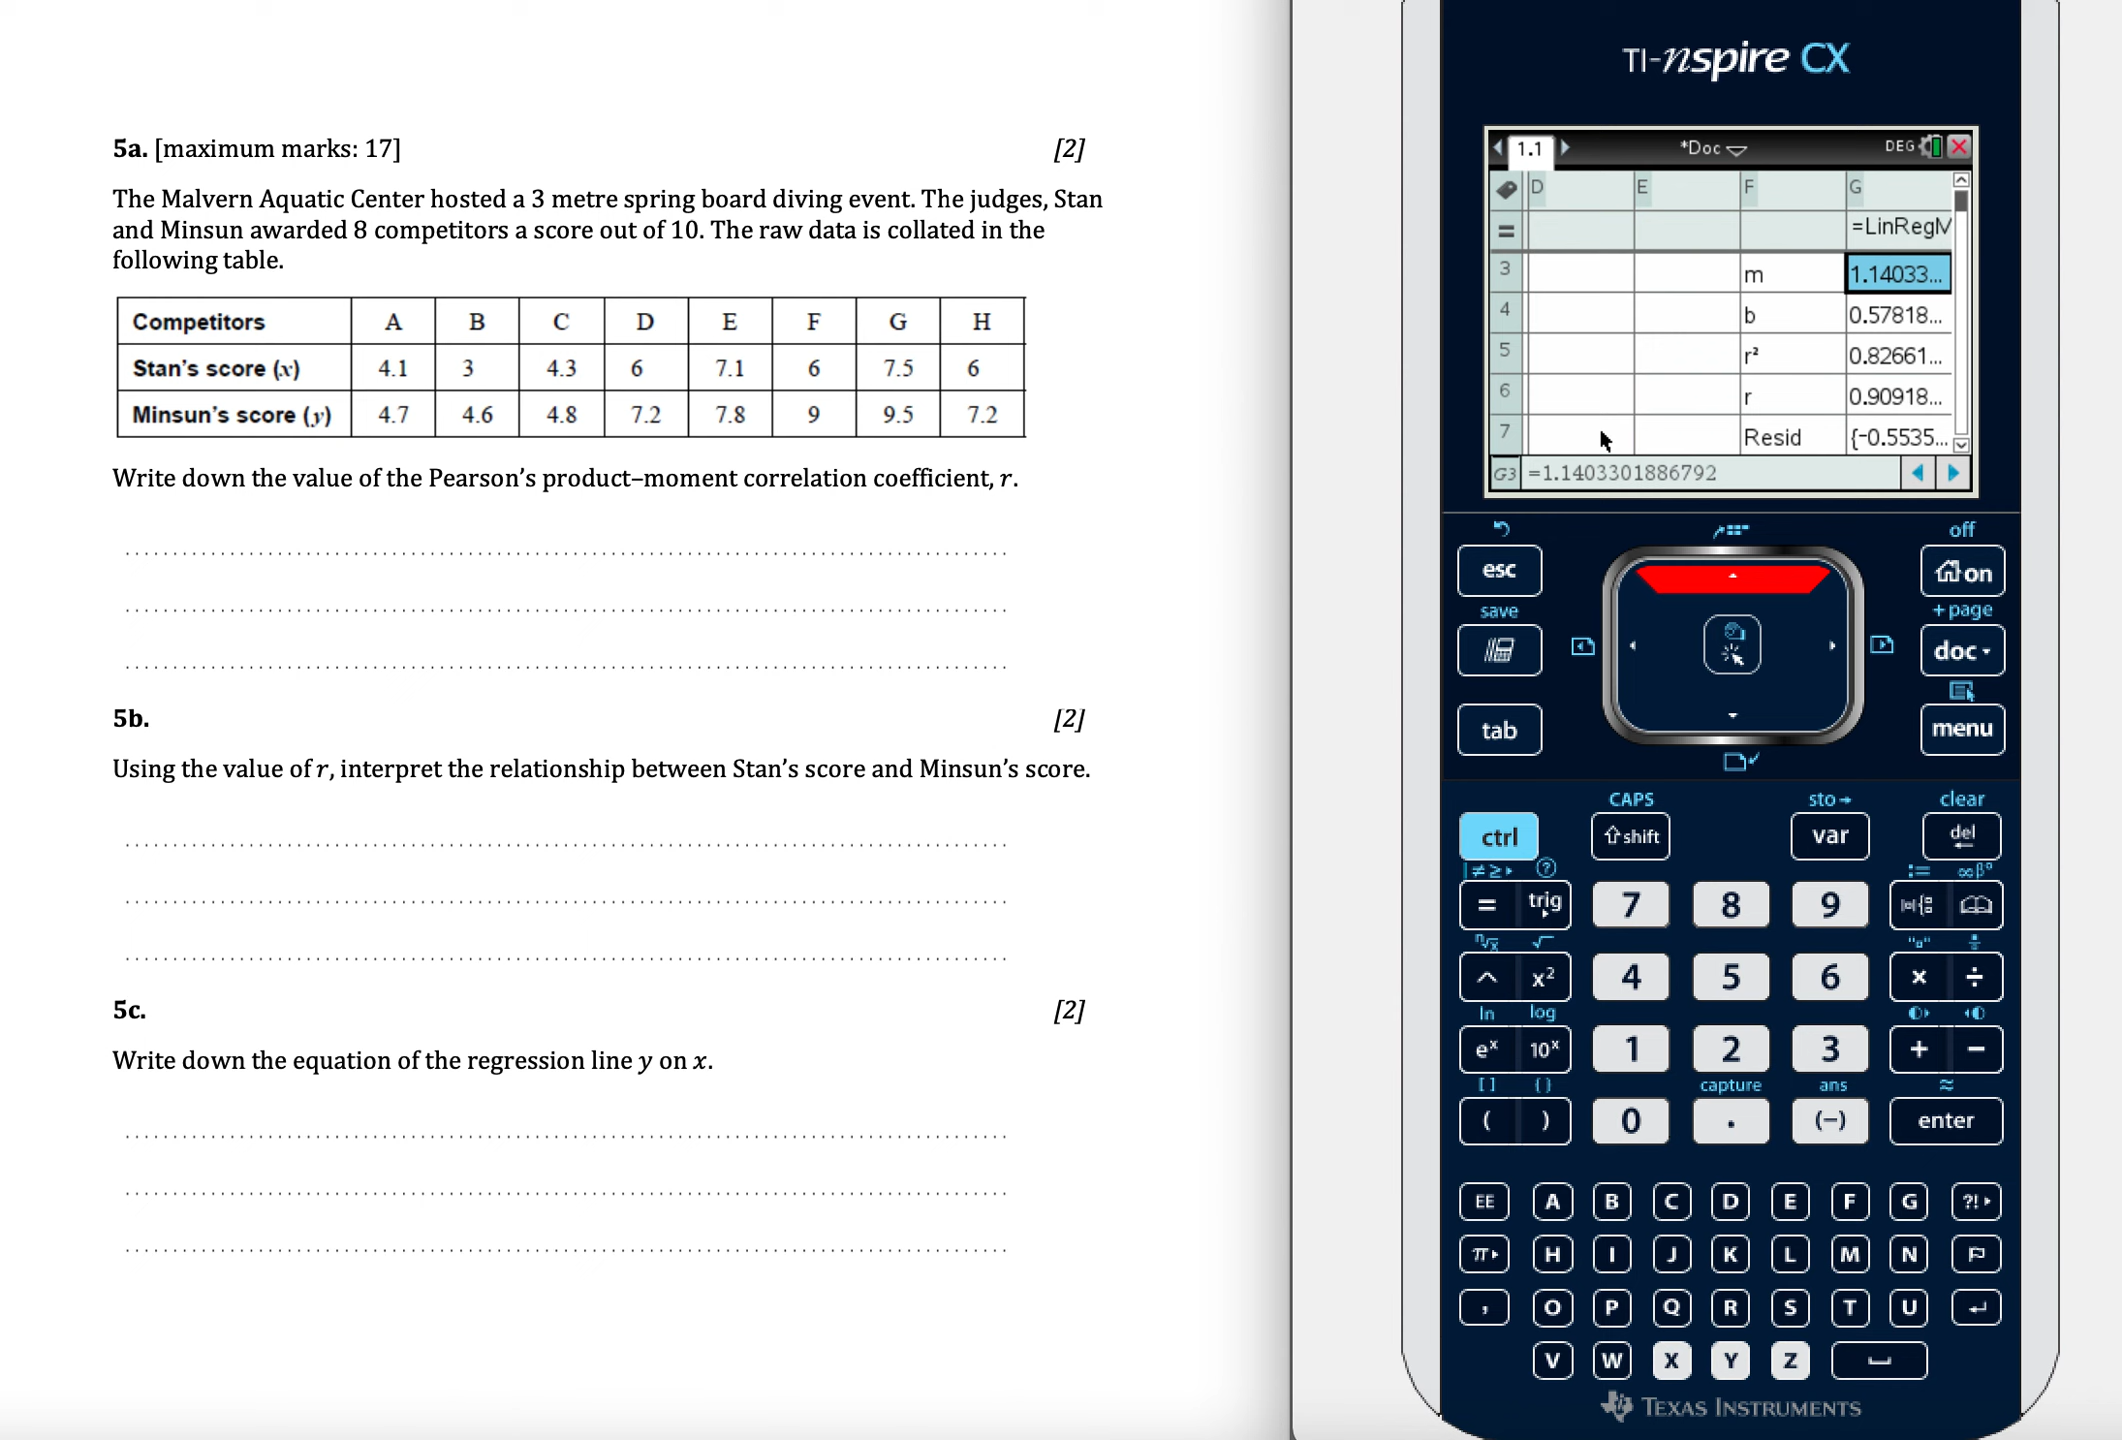 5a. [maximum marks: 17] [2]
The Malvern Aquatic Center hosted a 3 metre spring board diving event. The judges, Stan
and Minsun awarded 8 competitors a score out of 10. The raw data is collated in the
following table.
Competitors A B C D E F G H
Stan's score (x) 4.1 3 4.3 6 7.1 6 7.5 6
Minsun's score (y) 4.7 4.6 4.8 7.2 7.8 9 9.5 7.2
Write down the value of the Pearson's product–moment correlation coefficient, r.
5b. [2]
Using the value of r, interpret the relationship between Stan's score and Minsun's score.
5c. [2]
Write down the equation of the regression line y on x.
TI-nspire CX
1.1 *Doc DEG
D E F G
= =LinRegM
3 m 1.14033...
4 b 0.57818...
5 r² 0.82661...
6 r 0.90918...
7 Resid {-0.5535...
G3 =1.1403301886792
off
esc on
save + page
doc
tab menu
CAPS sto→ clear
ctrl ⇧shift var del
|≠≥▸ ? := ∞β°
= trig 7 8 9
ⁿ√x √ "□"
^ x² 4 5 6 × ÷
ln log
eˣ 10ˣ 1 2 3 + −
[ ] { } capture ans ≈
( ) 0 . (−) enter
EE A B C D E F G ?!▸
π▸ H I J K L M N
, O P Q R S T U ↵
V W X Y Z
TEXAS INSTRUMENTS